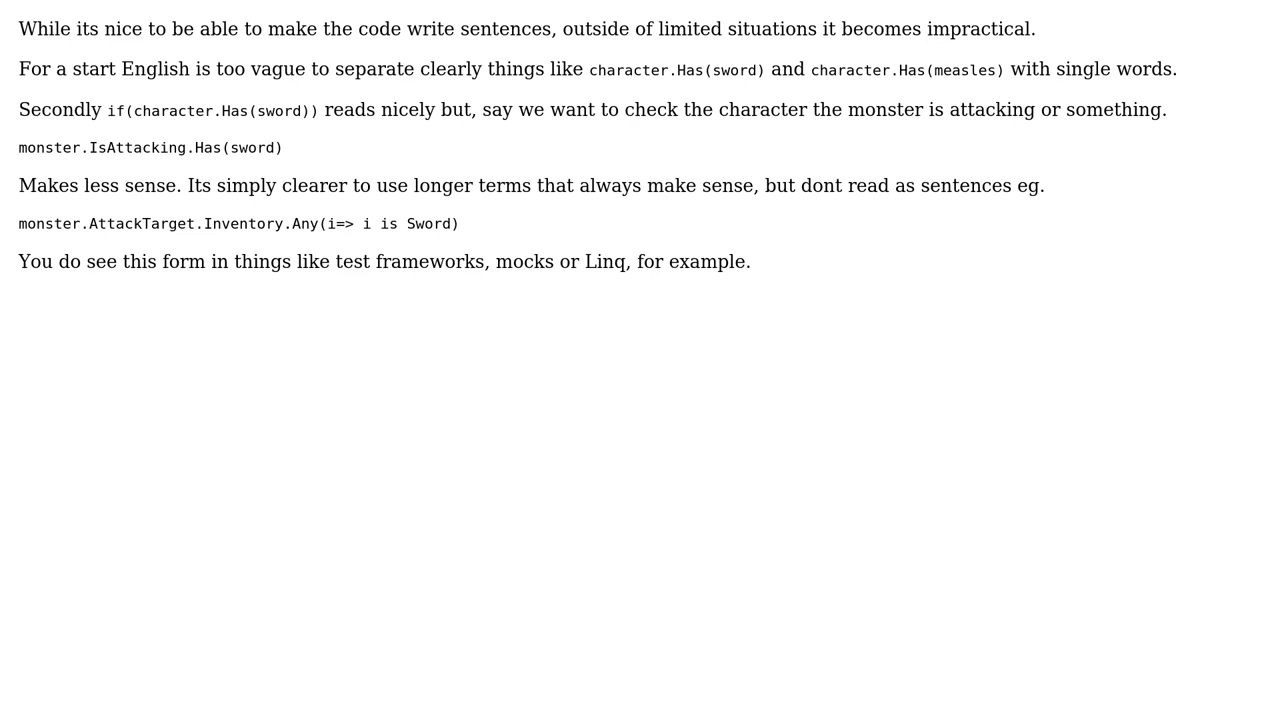 While its nice to be able to make the code write sentences, outside of limited situations it becomes impractical.
For a start English is too vague to separate clearly things like character.Has(sword) and character.Has(measles) with single words.
Secondly if(character.Has(sword)) reads nicely but, say we want to check the character the monster is attacking or something.
monster.IsAttacking.Has(sword)
Makes less sense. Its simply clearer to use longer terms that always make sense, but dont read as sentences eg.
monster.AttackTarget.Inventory.Any(i=> i is Sword)
You do see this form in things like test frameworks, mocks or Linq, for example.